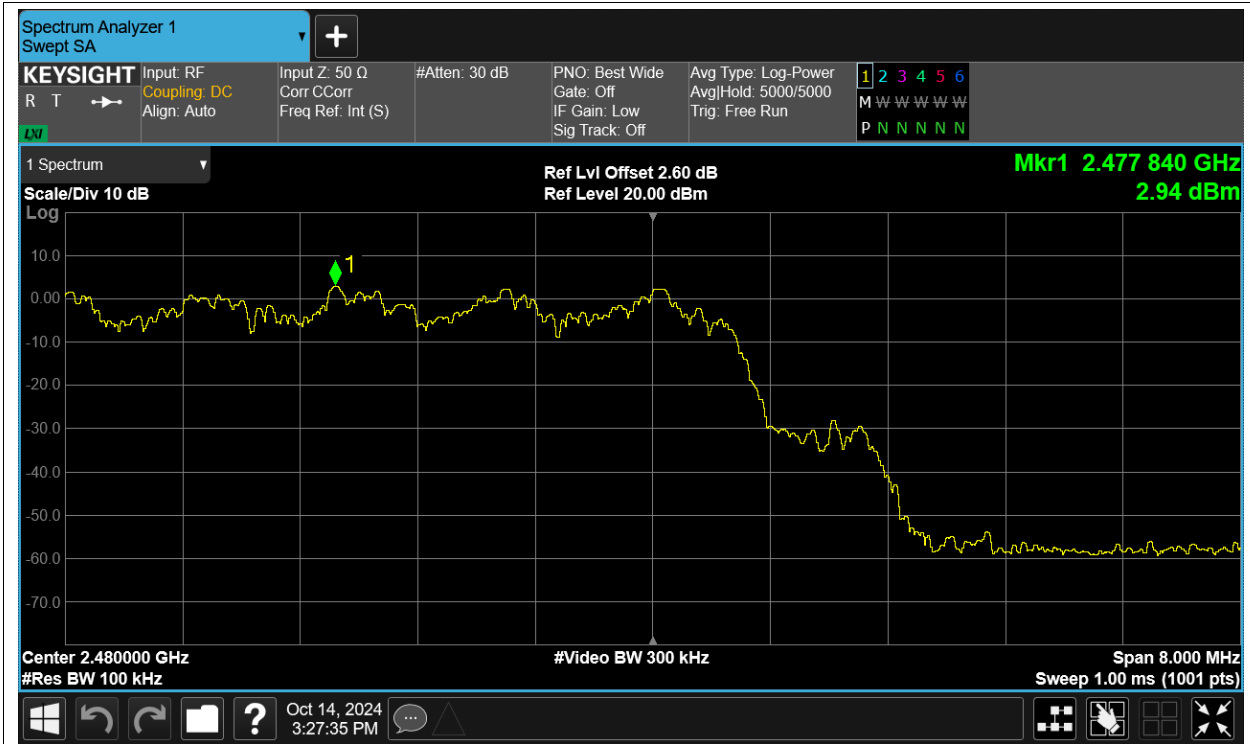 Spectrum Analyzer 1
Swept SA
KEYSIGHT
R T
LXI
Input: RF
Coupling: DC
Align: Auto
Input Z: 50 Ω
Corr CCorr
Freq Ref: Int (S)
#Atten: 30 dB
PNO: Best Wide
Gate: Off
IF Gain: Low
Sig Track: Off
Avg Type: Log-Power
Avg|Hold: 5000/5000
Trig: Free Run
1 2 3 4 5 6
M W W W W W
P N N N N N
1 Spectrum
Scale/Div 10 dB
Ref Lvl Offset 2.60 dB
Ref Level 20.00 dBm
Mkr1 2.477 840 GHz
2.94 dBm
Log
10.0
0.00
-10.0
-20.0
-30.0
-40.0
-50.0
-60.0
-70.0
1
Center 2.480000 GHz
#Res BW 100 kHz
#Video BW 300 kHz
Span 8.000 MHz
Sweep 1.00 ms (1001 pts)
?
Oct 14, 2024
3:27:35 PM